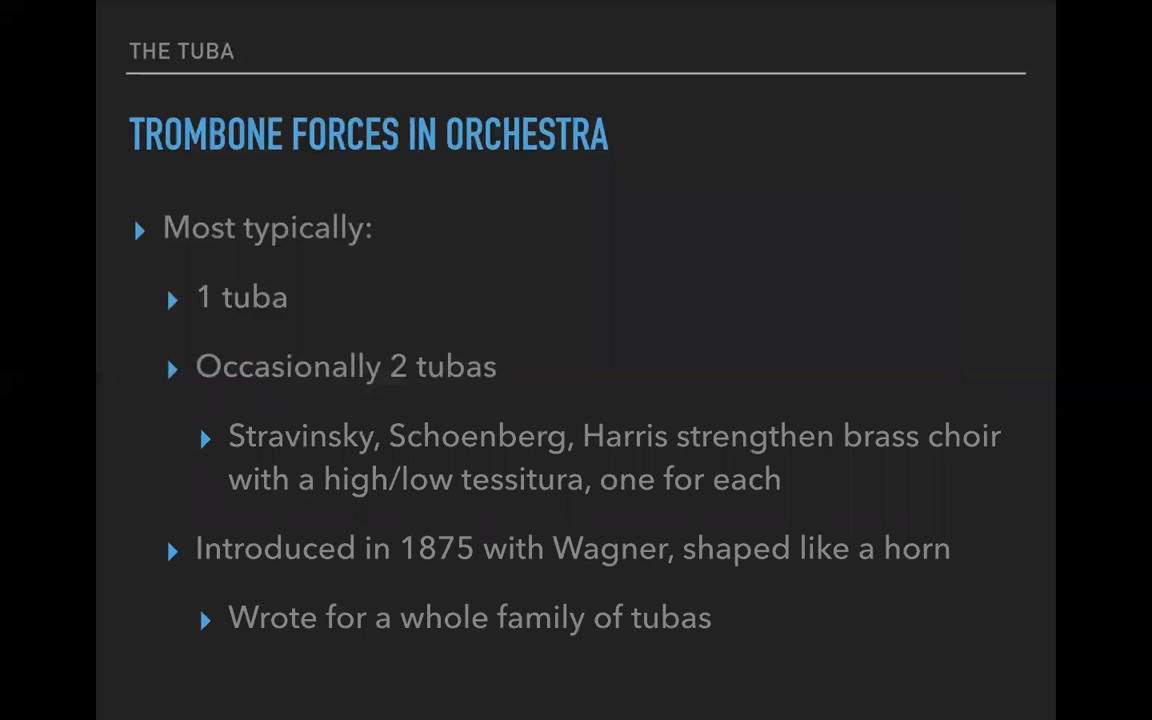 THE TUBA
TROMBONE FORCES IN ORCHESTRA
Most typically:
1 tuba
Occasionally 2 tubas
Stravinsky, Schoenberg, Harris strengthen brass choir
with a high/low tessitura, one for each
Introduced in 1875 with Wagner, shaped like a horn
Wrote for a whole family of tubas